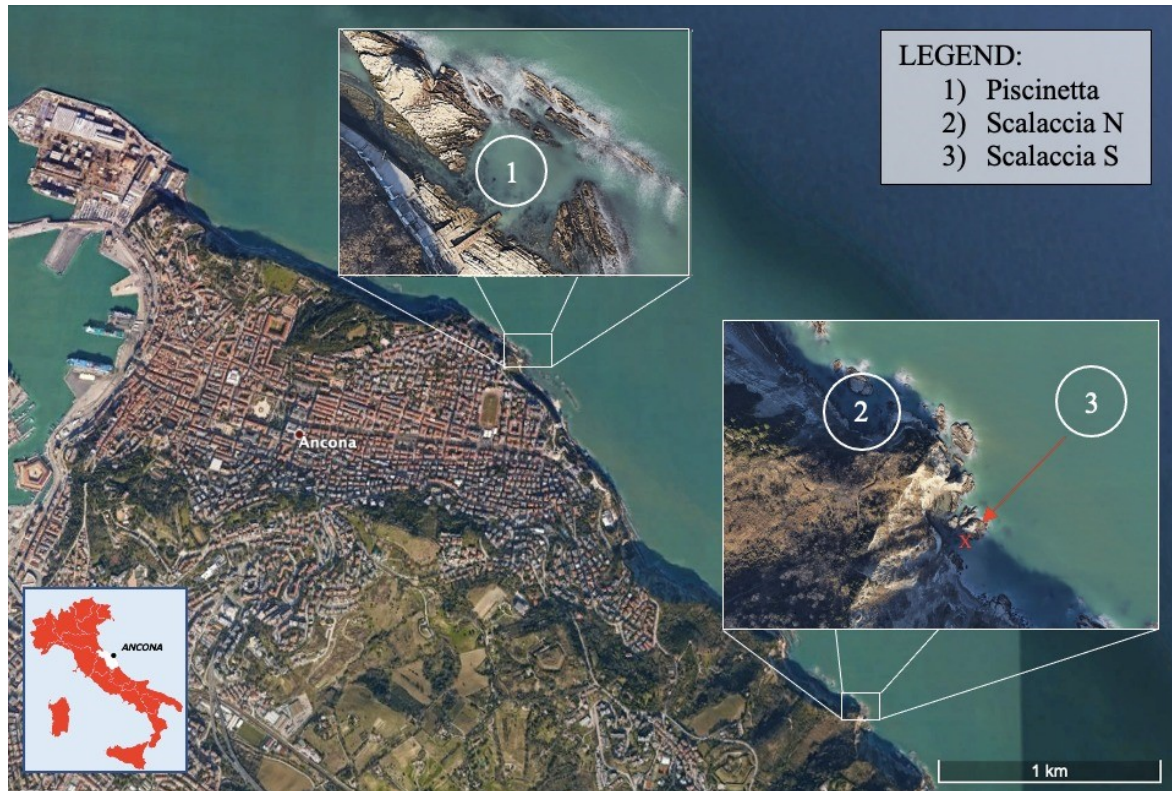 LEGEND:
1) Piscinetta
2) Scalaccia N
3) Scalaccia S
1
2
3
x
Ancona
ANCONA
1 km